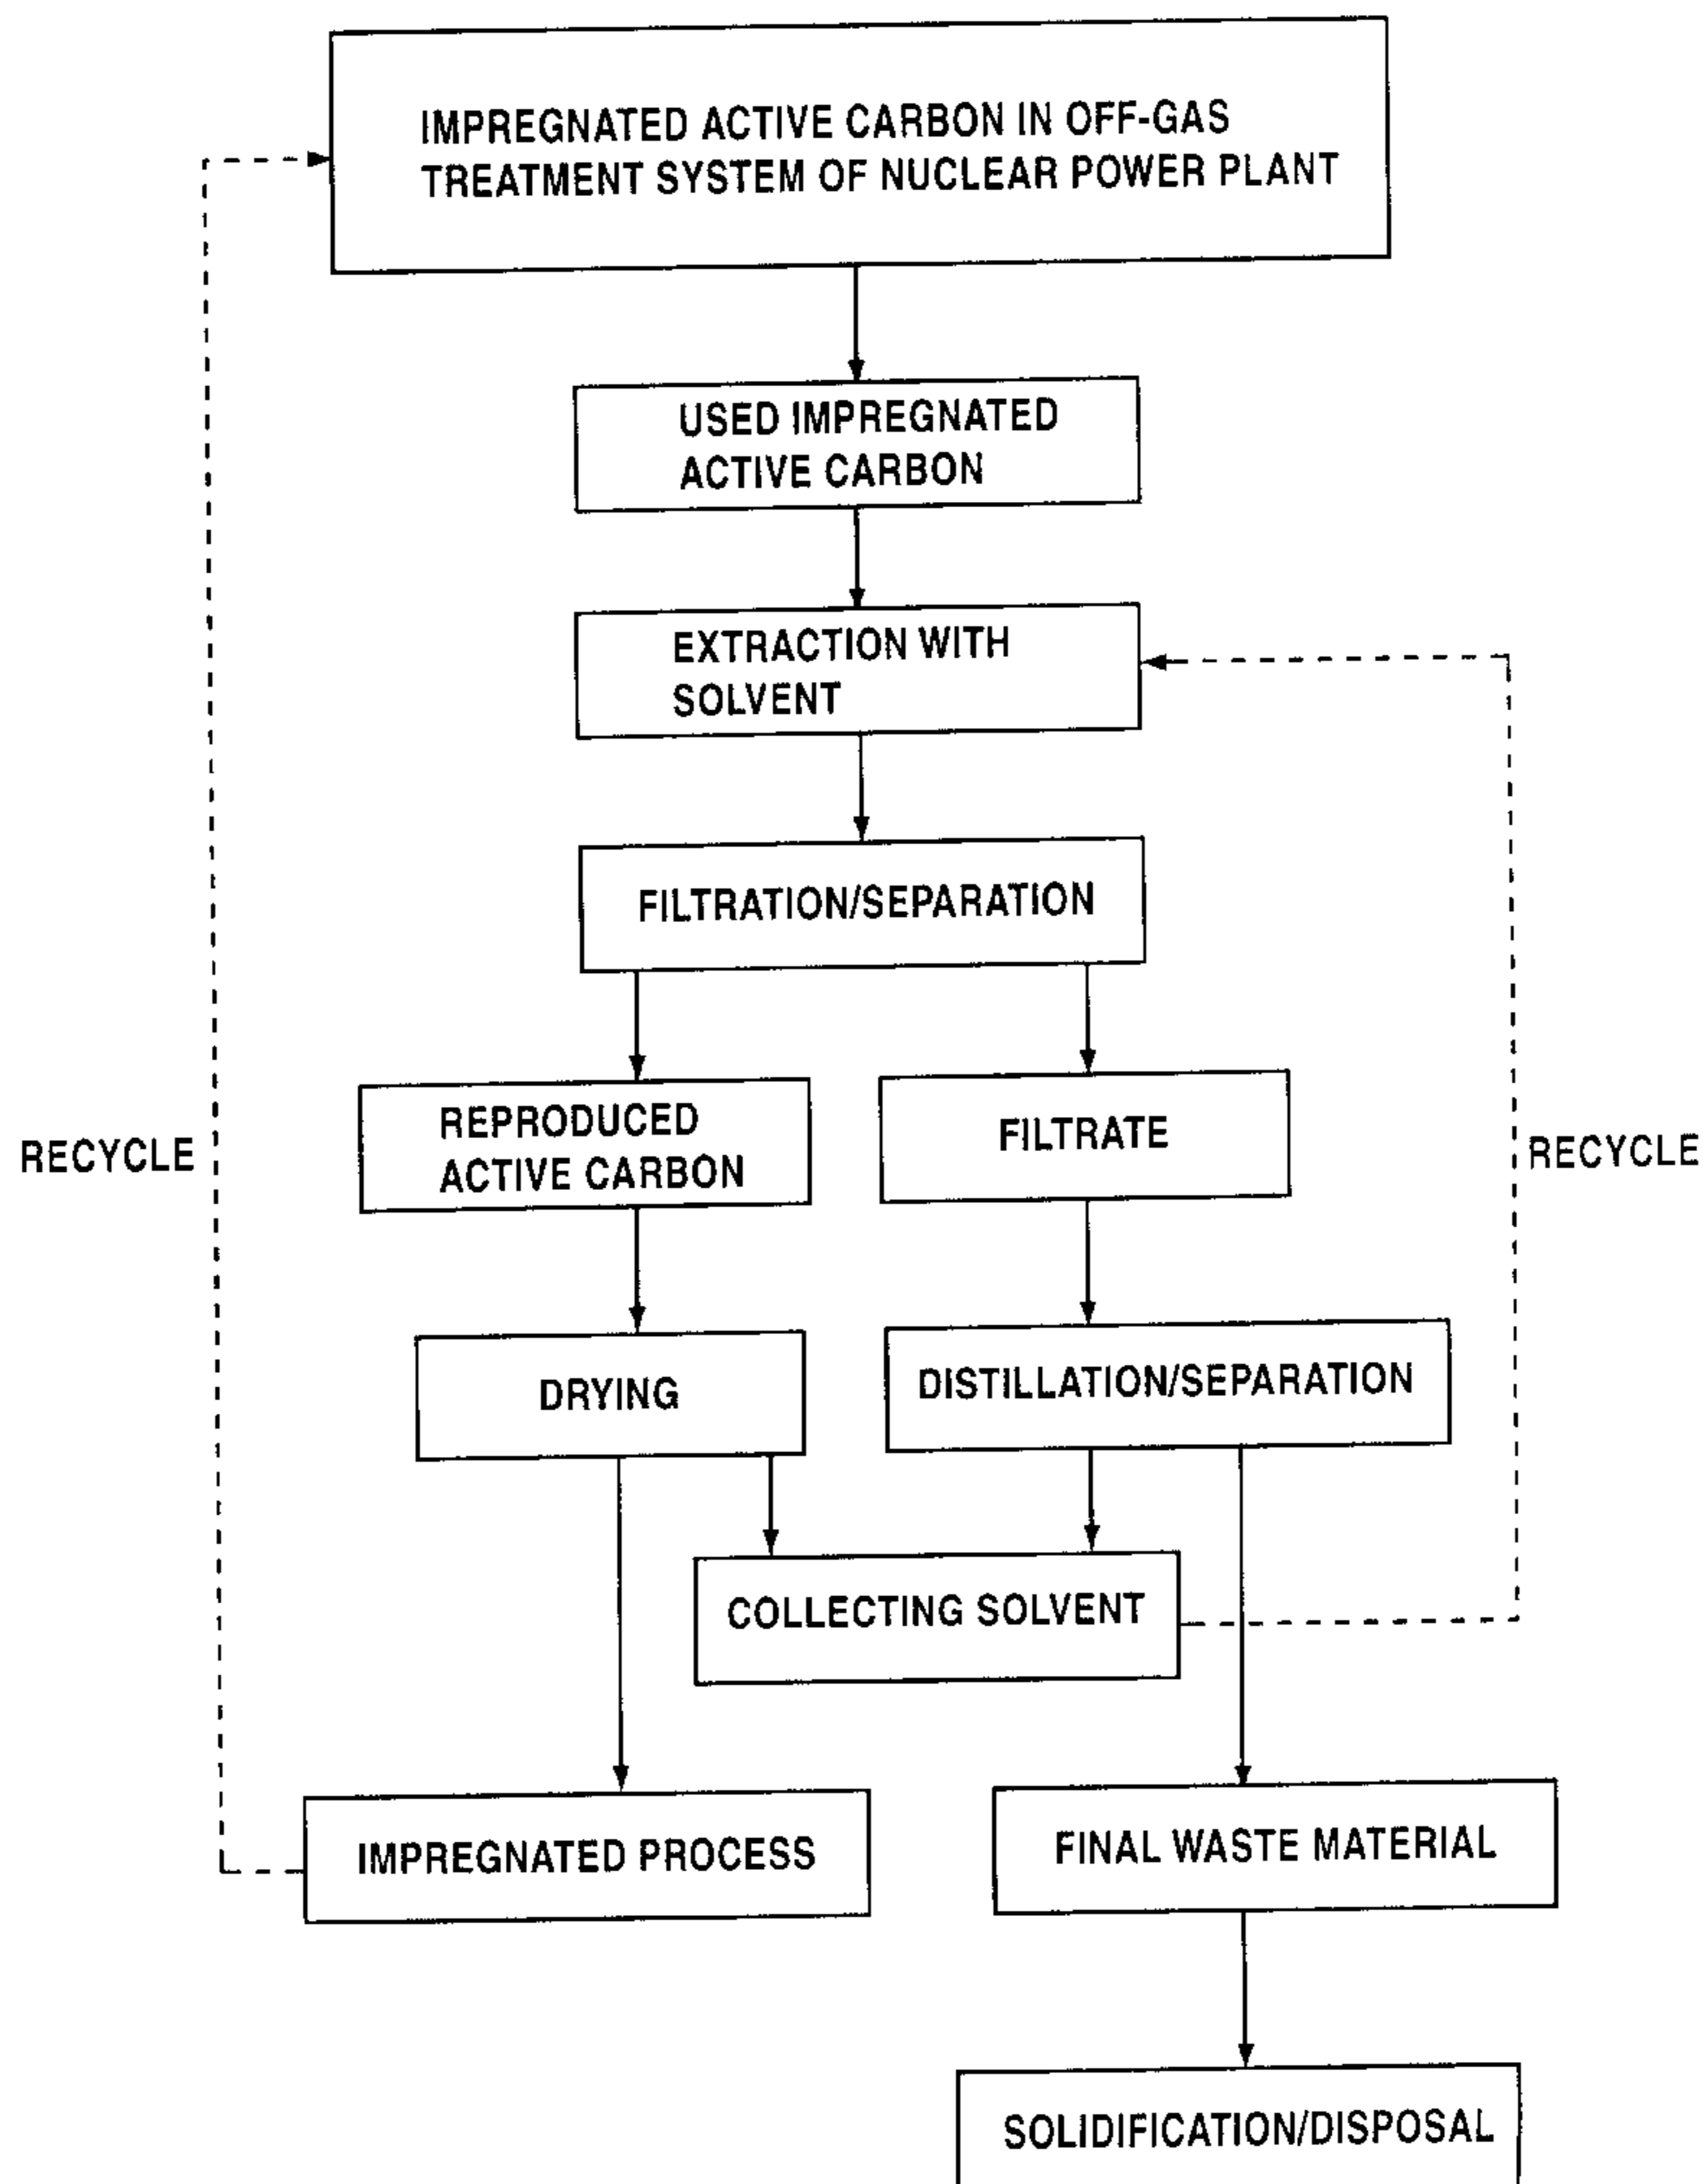 IMPREGNATED ACTIVE CARBON IN OFF-GAS
TREATMENT SYSTEM OF NUCLEAR POWER PLANT
USED IMPREGNATED
ACTIVE CARBON
EXTRACTION WITH
SOLVENT
FILTRATION/SEPARATION
REPRODUCED
ACTIVE CARBON
FILTRATE
RECYCLE
RECYCLE
DRYING
DISTILLATION/SEPARATION
COLLECTING SOLVENT
IMPREGNATED PROCESS
FINAL WASTE MATERIAL
SOLIDIFICATION/DISPOSAL